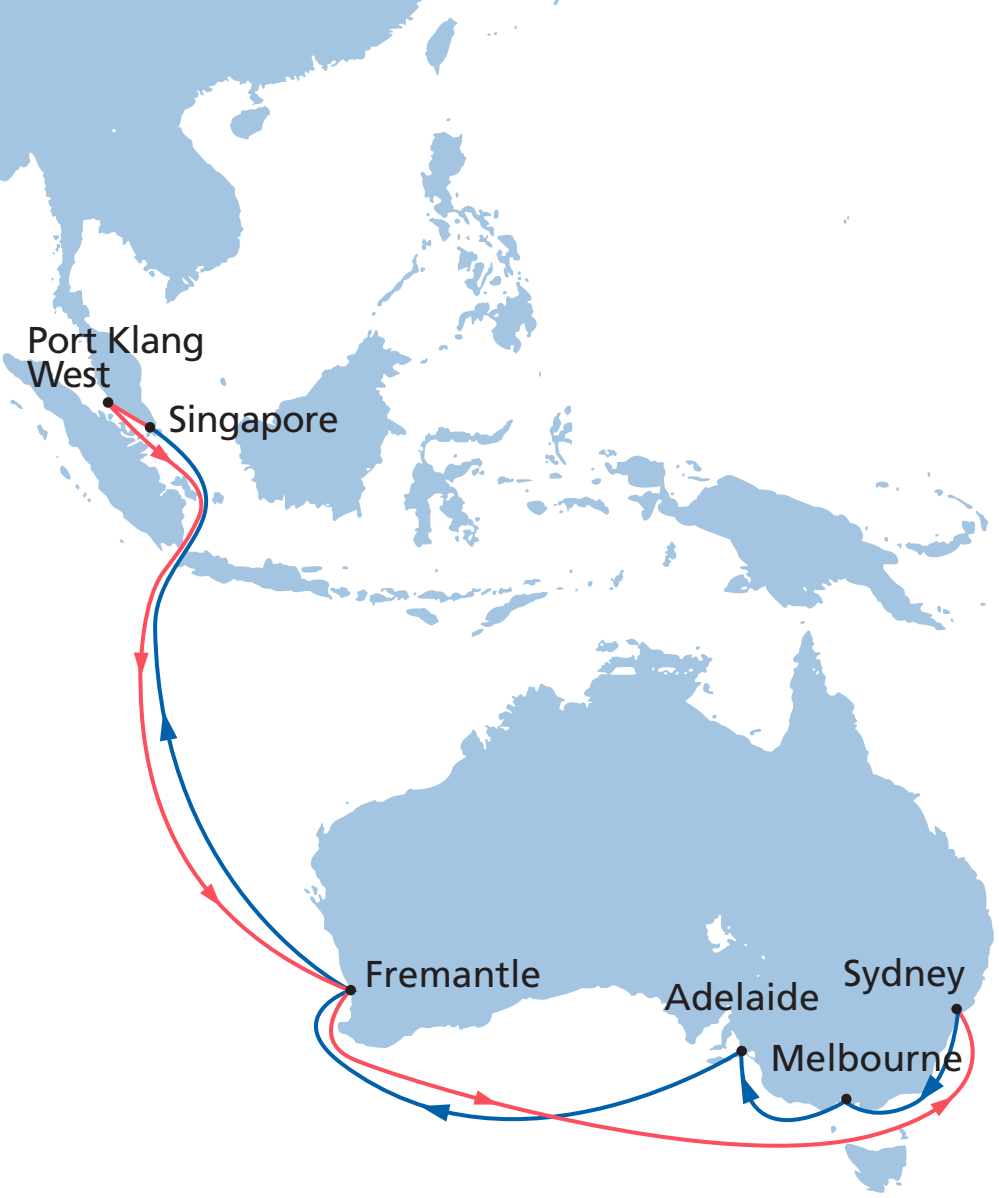 Port Klang
West
Singapore
Fremantle
Adelaide
Sydney
Melbourne